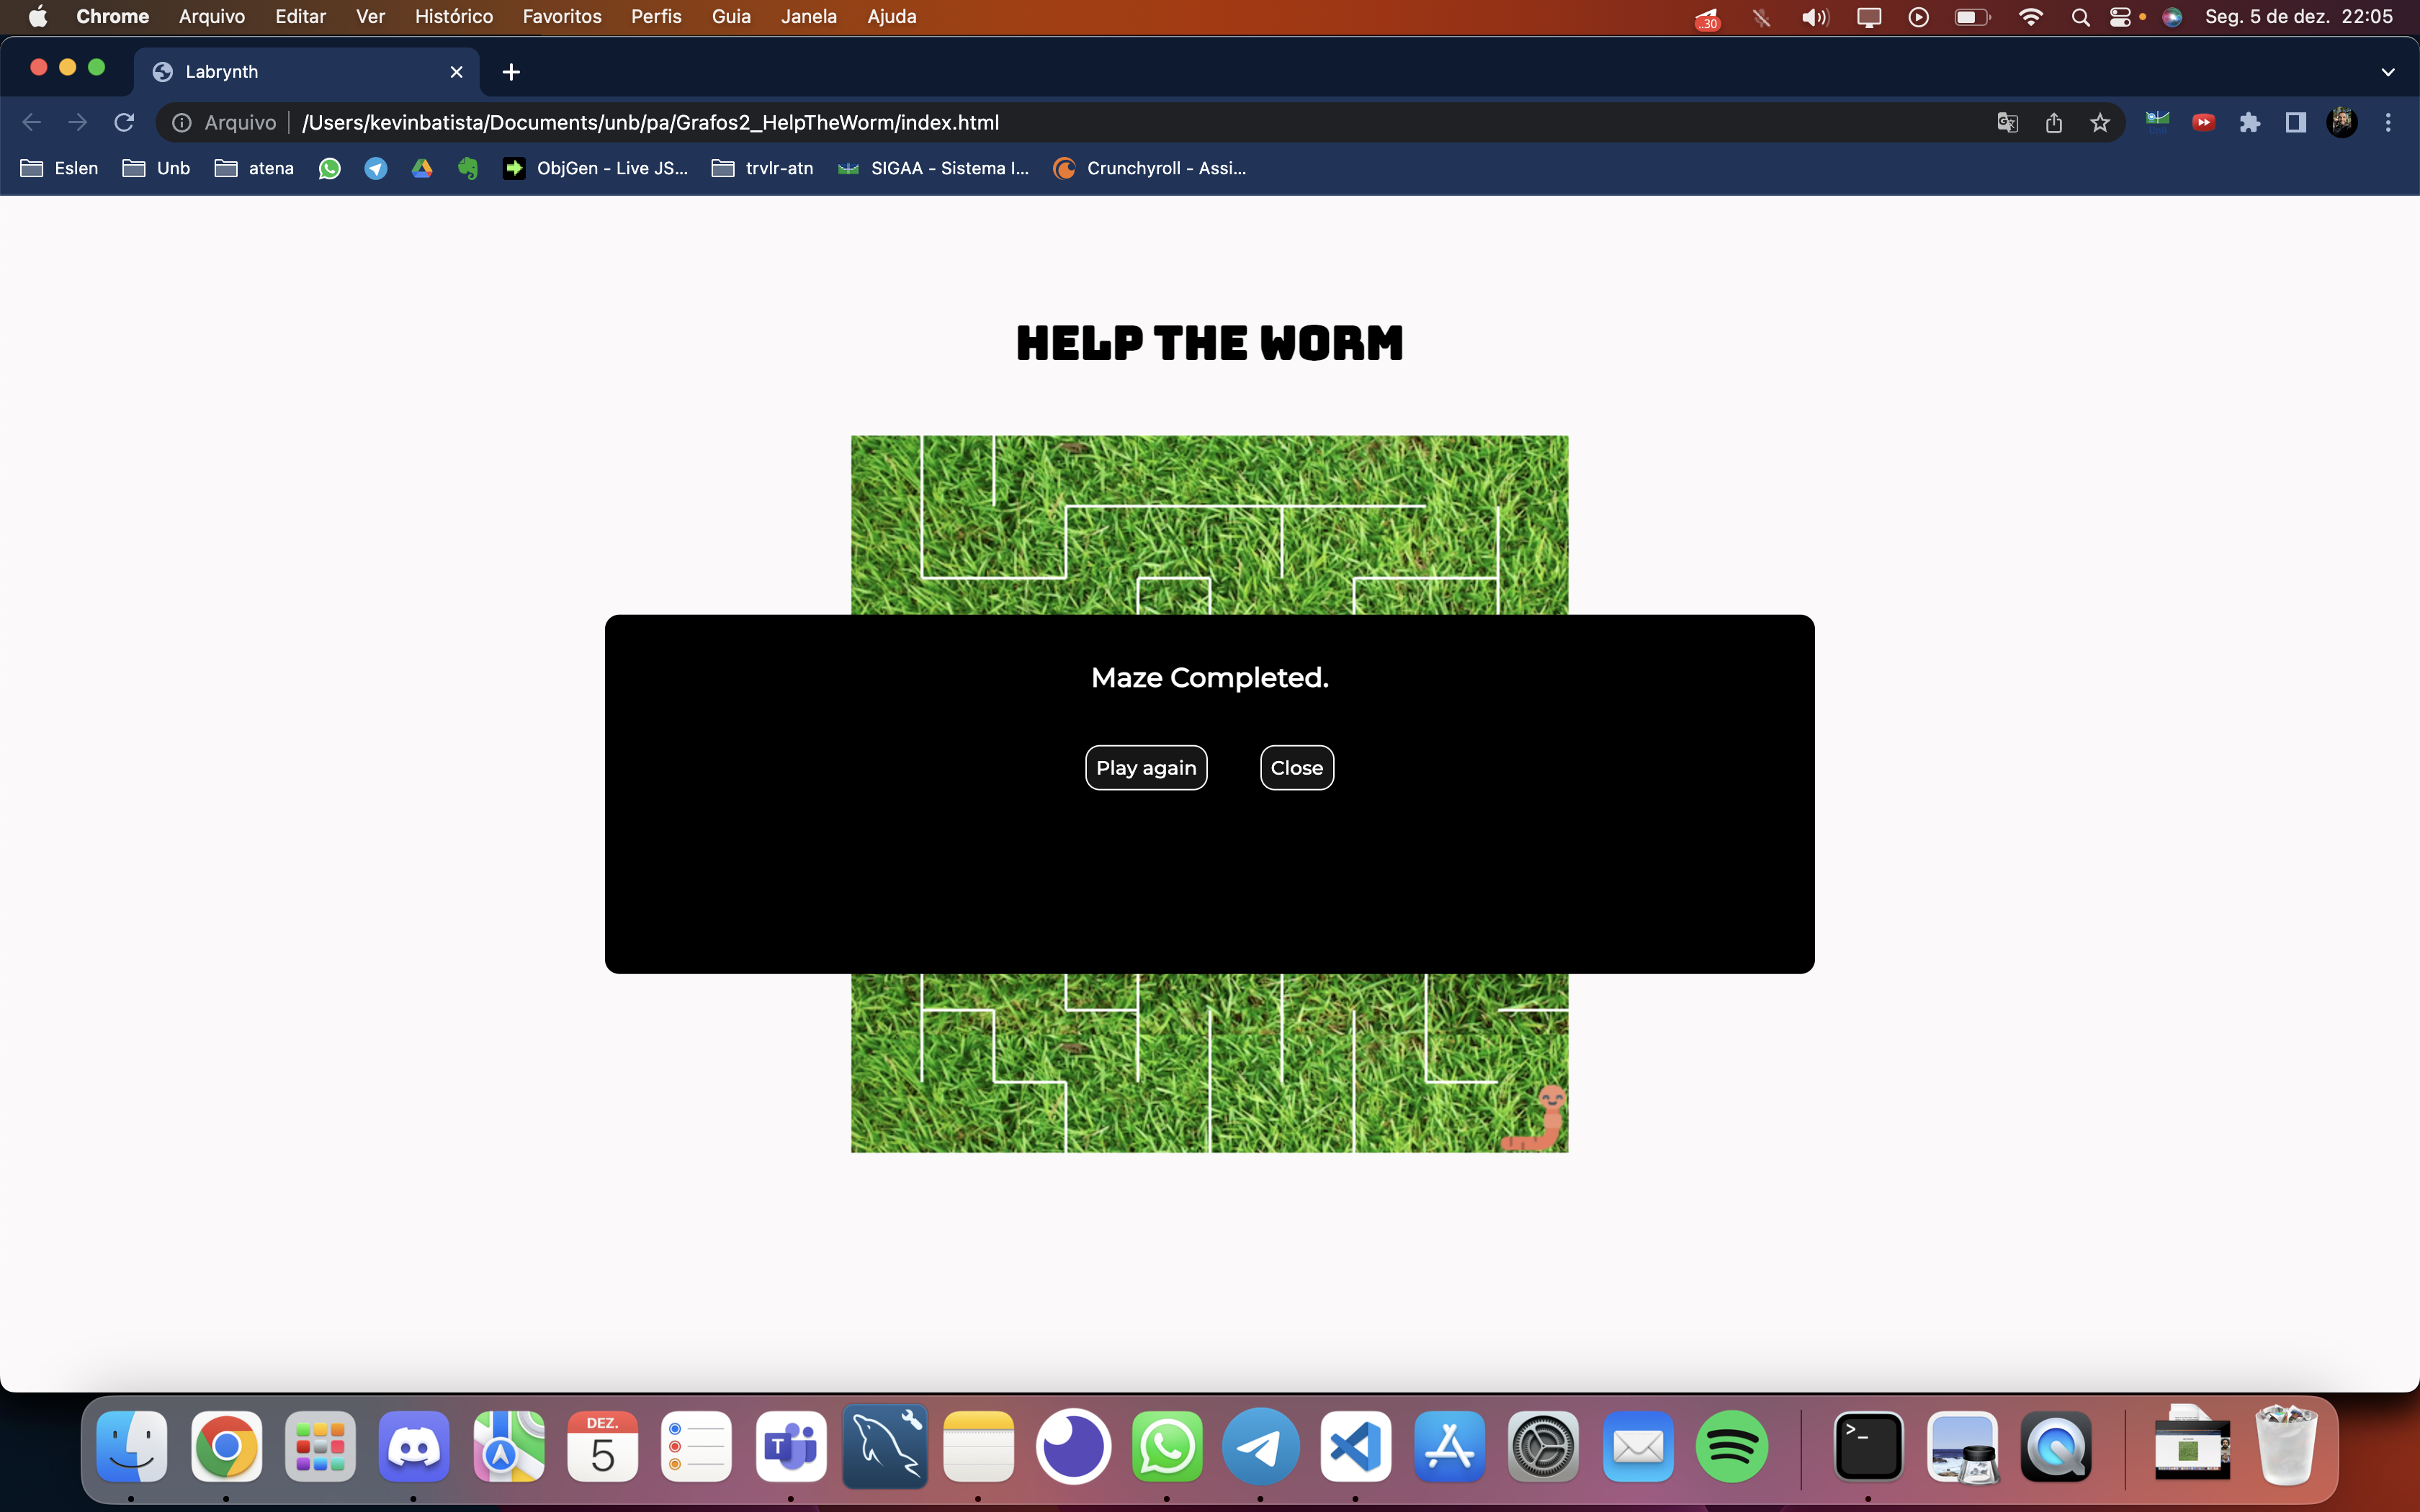 Chrome Arquivo Editar Ver Histórico Favoritos Perfis Guia Janela Ajuda ..30 Seg. 5 de dez. 22:05
Labrynth
Arquivo /Users/kevinbatista/Documents/unb/pa/Grafos2_HelpTheWorm/index.html
Eslen Unb atena ObjGen - Live JS... trvlr-atn SIGAA - Sistema I... Crunchyroll - Assi...
HELP THE WORM
Maze Completed.
Play again Close
DEZ.
5
T
>_